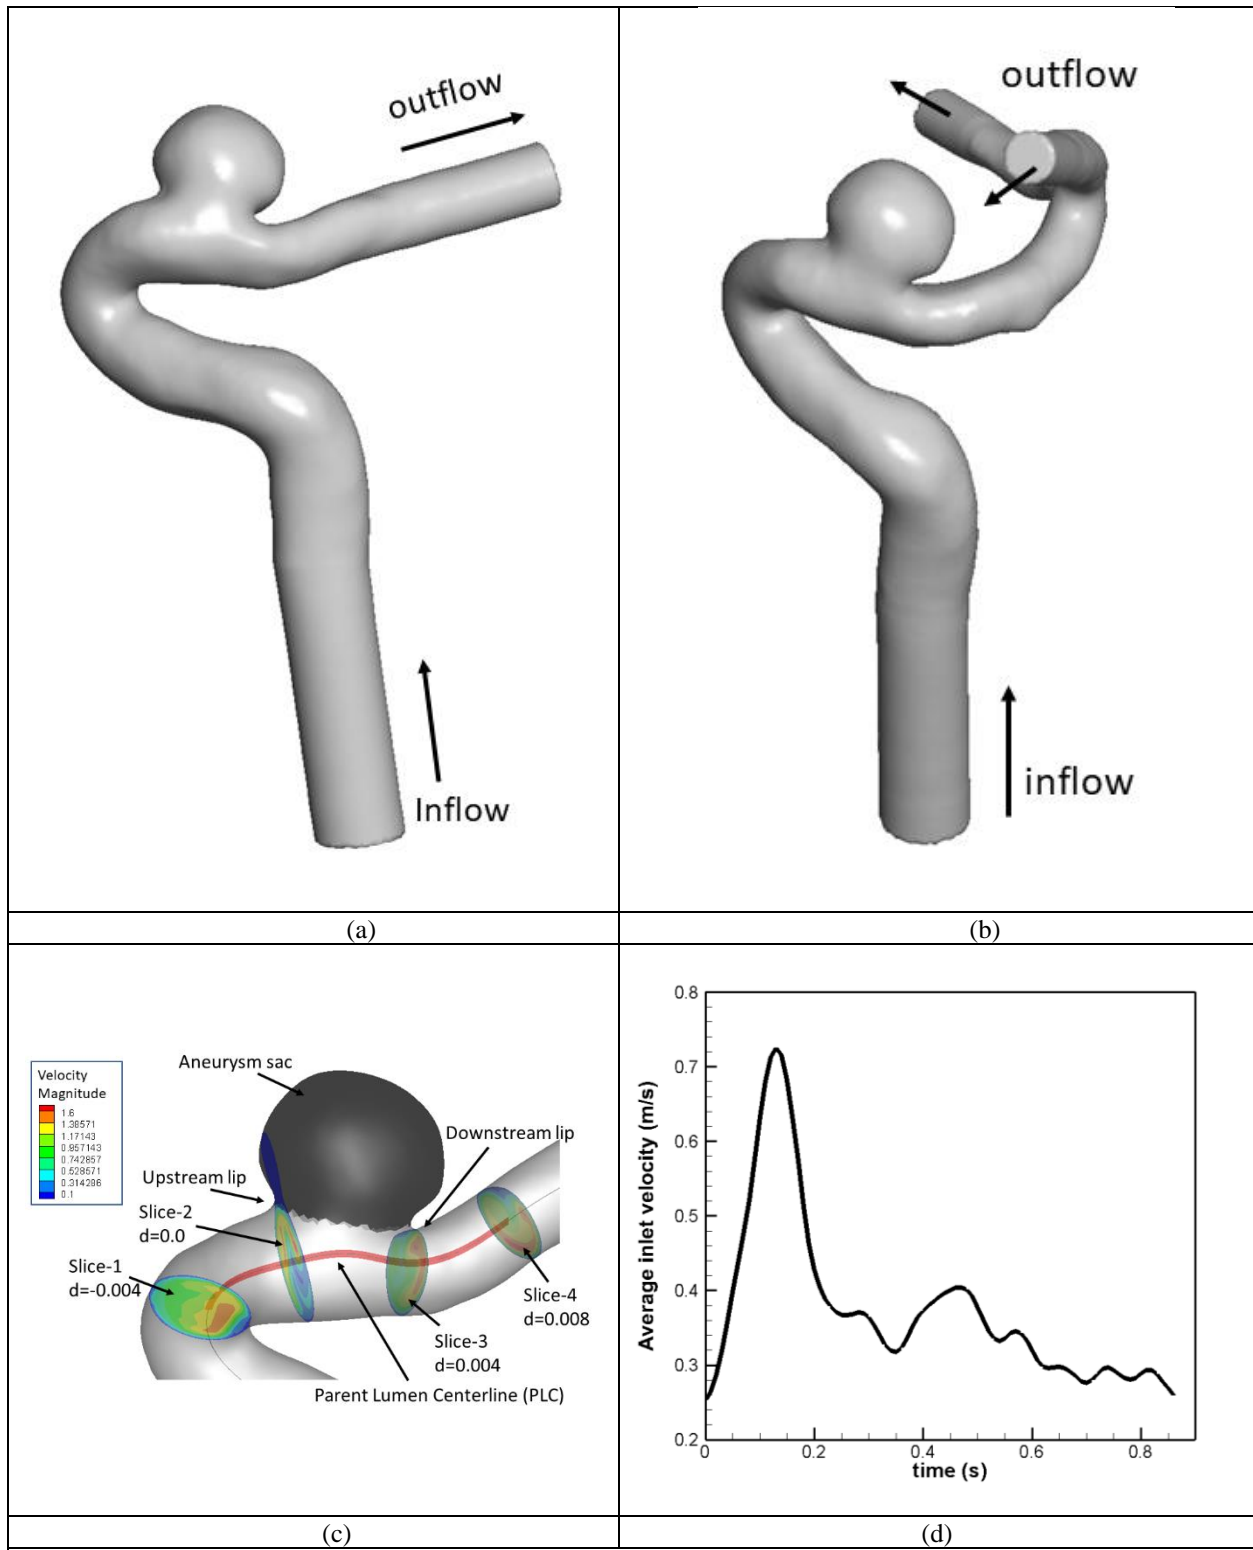 outflow
Inflow
outflow
inflow
(a)
(b)
Aneurysm sac
Velocity
Magnitude
1.6
1.38571
1.17143
0.957143
0.742857
0.528571
0.314286
0.1
Downstream lip
Upstream lip
Slice-2
d=0.0
Slice-1
d=-0.004
Slice-4
d=0.008
Slice-3
d=0.004
Parent Lumen Centerline (PLC)
Average inlet velocity (m/s)
0.8
0.7
0.6
0.5
0.4
0.3
0.2
0
0.2
0.4
0.6
0.8
time (s)
(c)
(d)